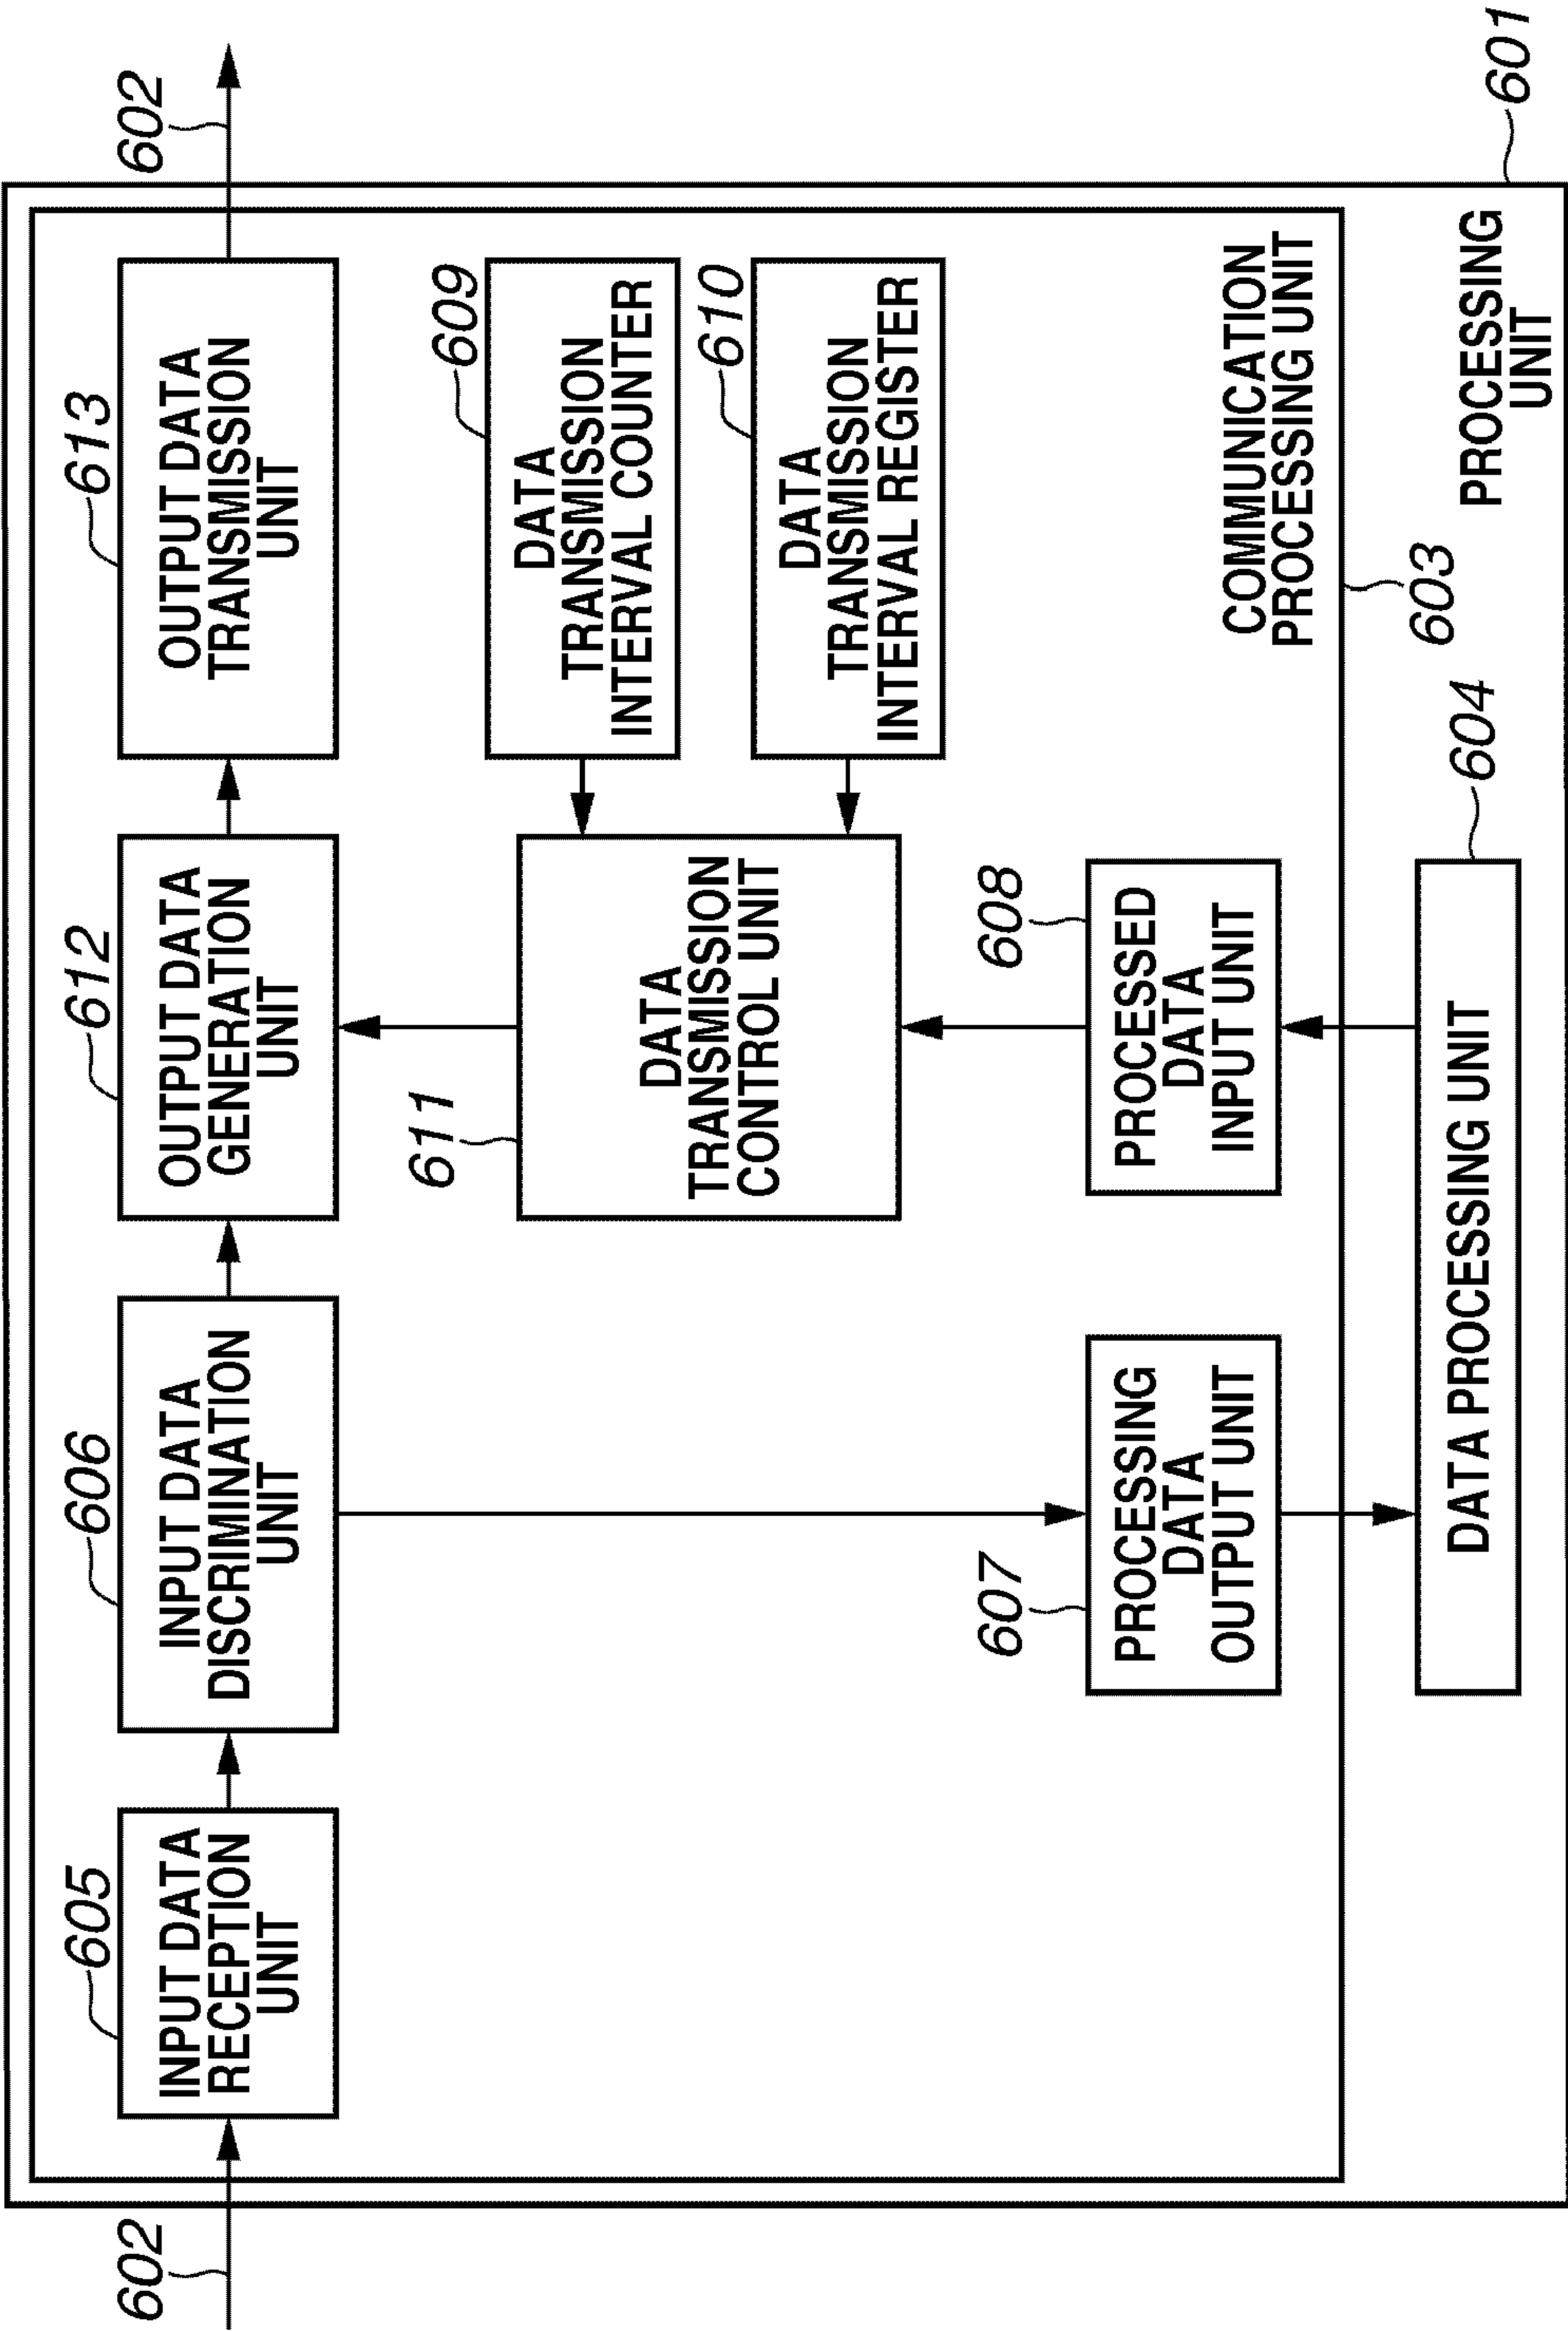 602
605
INPUT DATA
RECEPTION
UNIT
606
INPUT DATA
DISCRIMINATION
UNIT
612
OUTPUT DATA
GENERATION
UNIT
613
OUTPUT DATA
TRANSMISSION
UNIT
602
611
DATA
TRANSMISSION
CONTROL UNIT
609
DATA
TRANSMISSION
INTERVAL COUNTER
610
DATA
TRANSMISSION
INTERVAL REGISTER
607
PROCESSING
DATA
OUTPUT UNIT
608
PROCESSED
DATA
INPUT UNIT
COMMUNICATION
PROCESSING UNIT
603
DATA PROCESSING UNIT
604
PROCESSING
UNIT
601